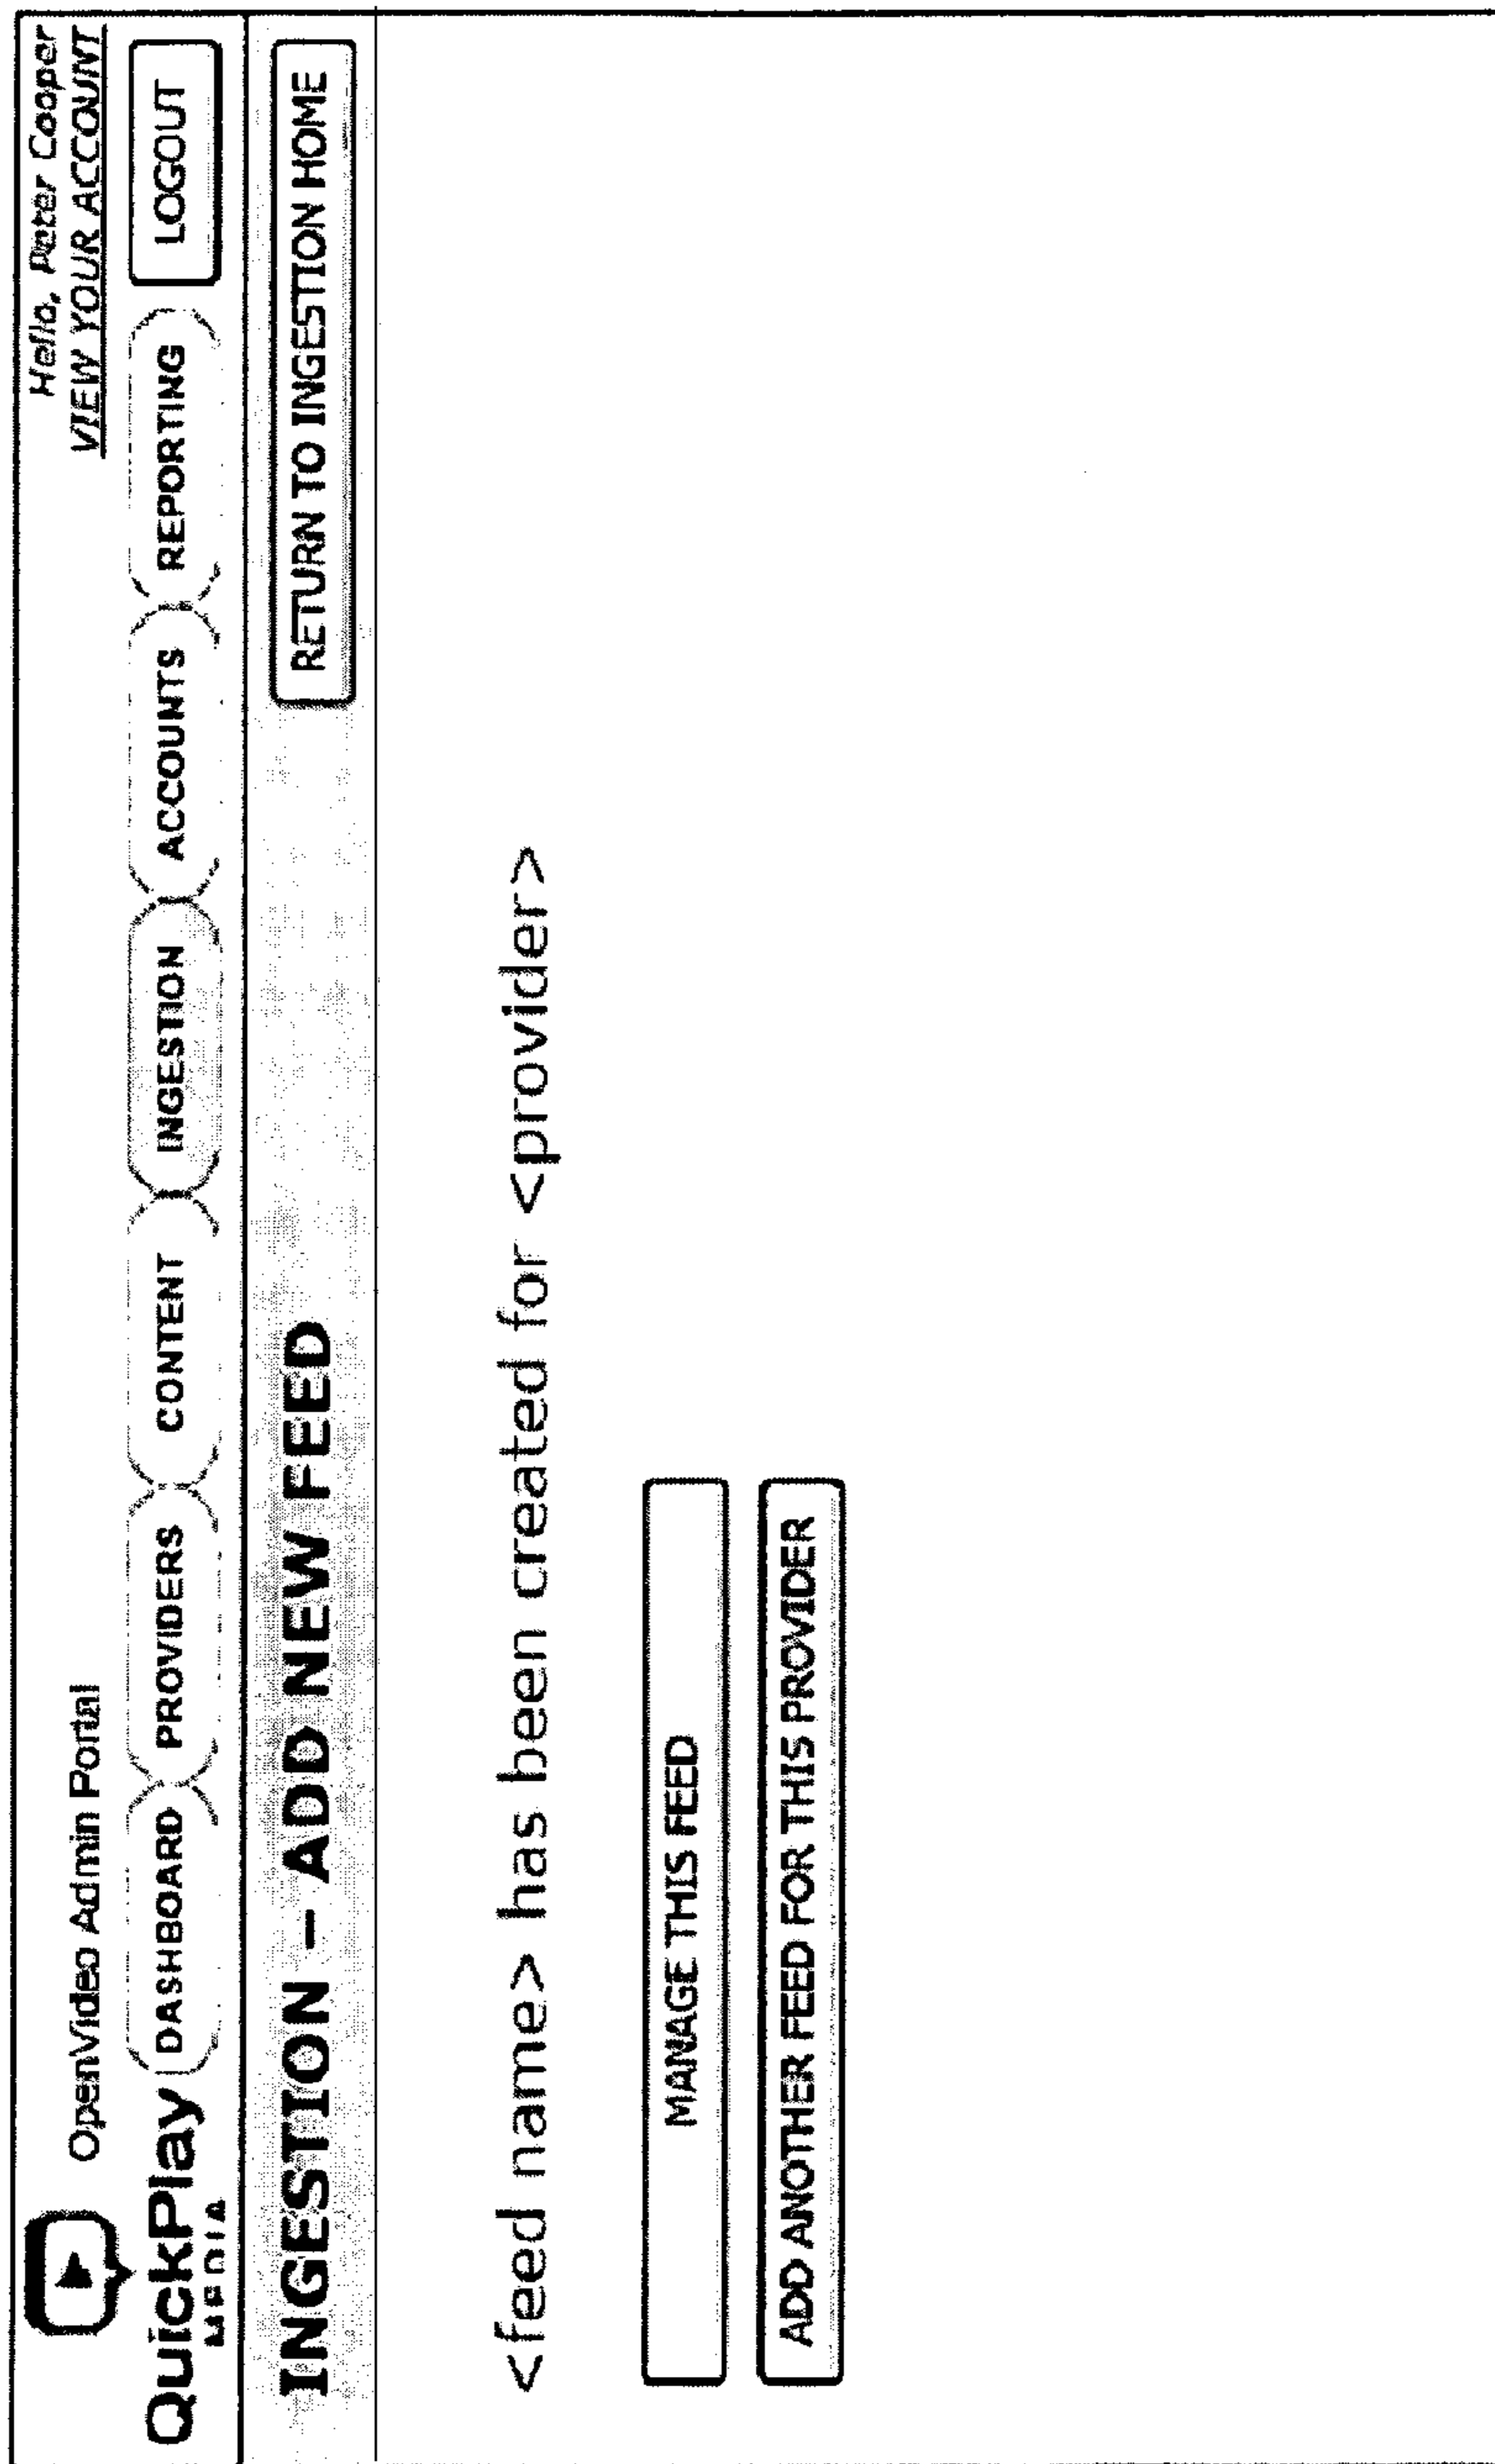 Hello, Peter Cooper
OpenVideo Admin Portal
VIEW YOUR ACCOUNT
QuickPlay
MEDIA
DASHBOARD
PROVIDERS
CONTENT
INGESTION
ACCOUNTS
REPORTING
LOGOUT
INGESTION – ADD NEW FEED
RETURN TO INGESTION HOME
<feed name> has been created for <provider>
MANAGE THIS FEED
ADD ANOTHER FEED FOR THIS PROVIDER